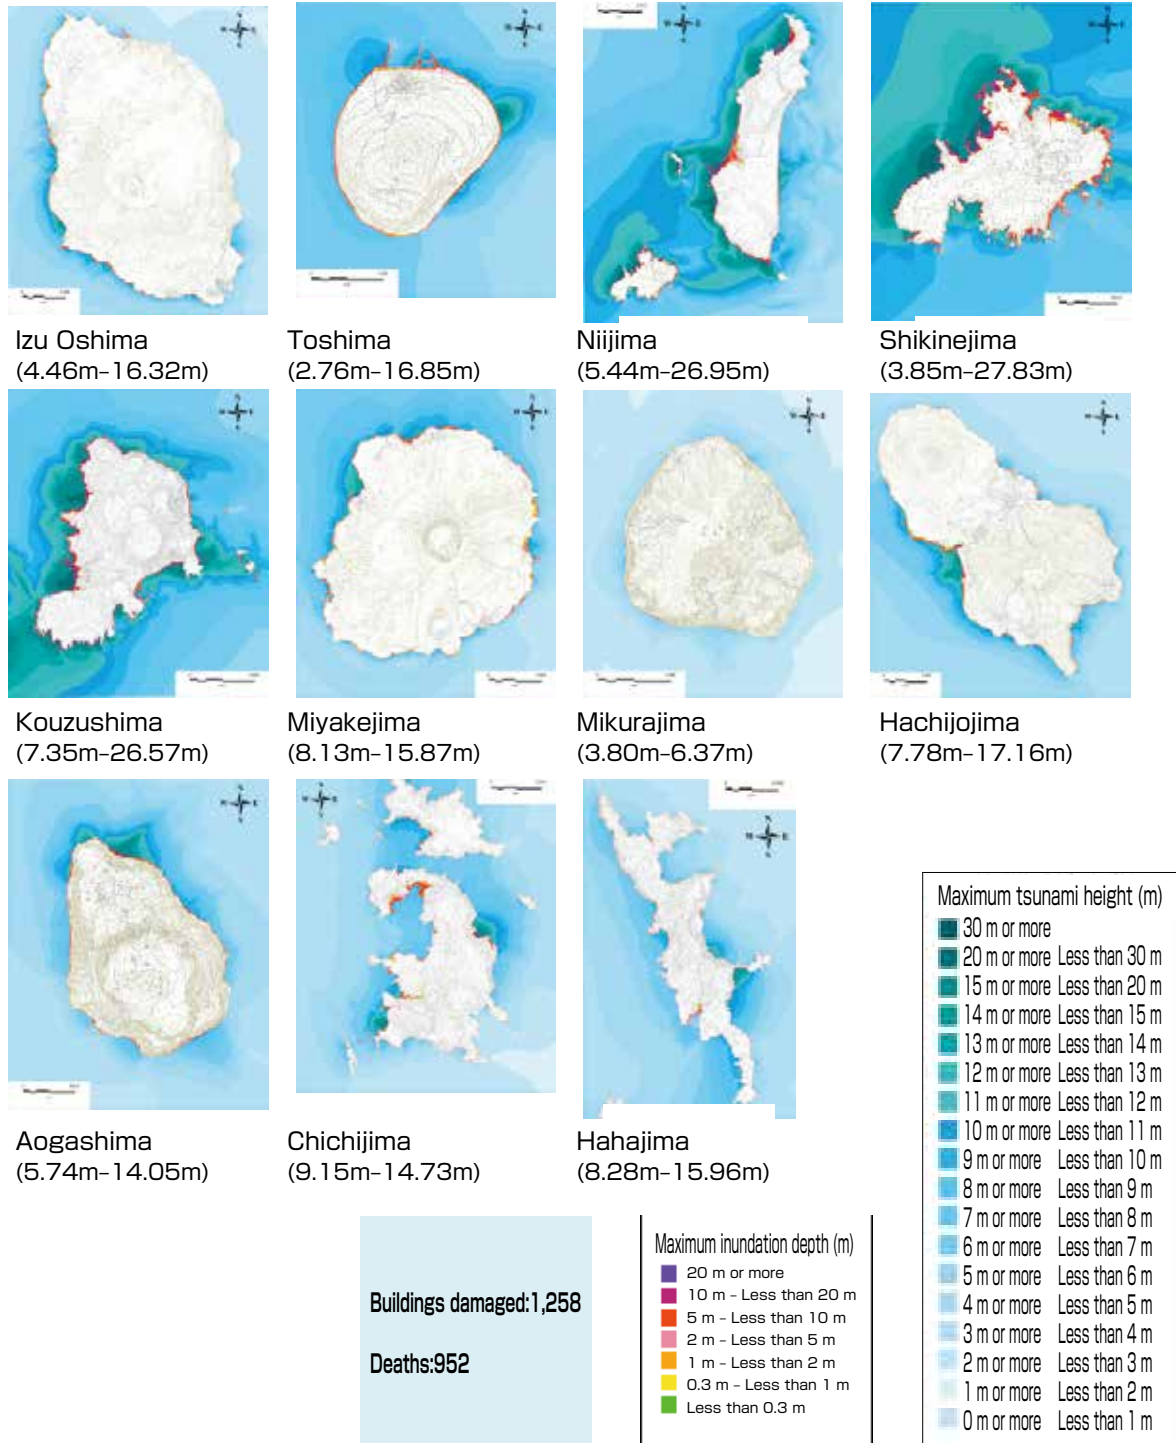 Izu Oshima
(4.46m–16.32m)
Toshima
(2.76m–16.85m)
Niijima
(5.44m–26.95m)
Shikinejima
(3.85m–27.83m)
Kouzushima
(7.35m–26.57m)
Miyakejima
(8.13m–15.87m)
Mikurajima
(3.80m–6.37m)
Hachijojima
(7.78m–17.16m)
Aogashima
(5.74m–14.05m)
Chichijima
(9.15m–14.73m)
Hahajima
(8.28m–15.96m)
Buildings damaged:1,258
Deaths:952
Maximum inundation depth (m)
20 m or more
10 m – Less than 20 m
5 m – Less than 10 m
2 m – Less than 5 m
1 m – Less than 2 m
0.3 m – Less than 1 m
Less than 0.3 m
Maximum tsunami height (m)
30 m or more
20 m or more Less than 30 m
15 m or more Less than 20 m
14 m or more Less than 15 m
13 m or more Less than 14 m
12 m or more Less than 13 m
11 m or more Less than 12 m
10 m or more Less than 11 m
9 m or more Less than 10 m
8 m or more Less than 9 m
7 m or more Less than 8 m
6 m or more Less than 7 m
5 m or more Less than 6 m
4 m or more Less than 5 m
3 m or more Less than 4 m
2 m or more Less than 3 m
1 m or more Less than 2 m
0 m or more Less than 1 m